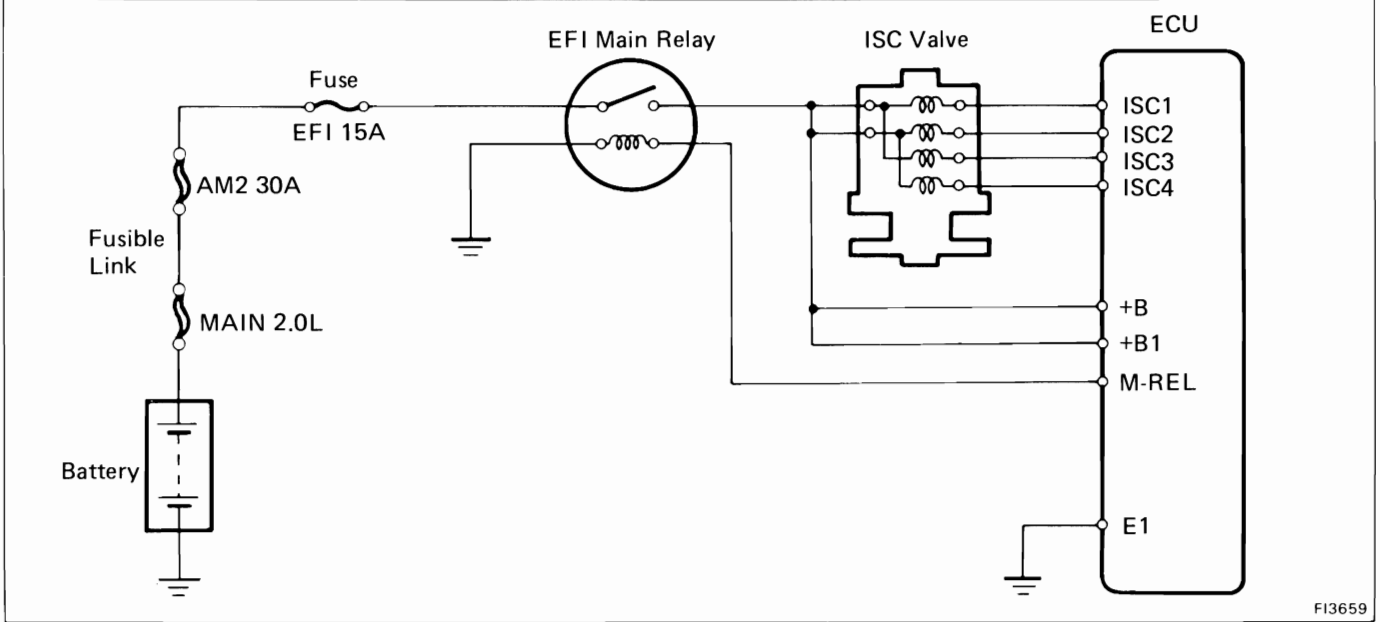 ECU
EFI Main Relay
ISC Valve
Fuse
EFI 15A
ISC1
ISC2
ISC3
ISC4
AM2 30A
Fusible
Link
MAIN 2.0L
+B
+B1
M-REL
Battery
E1
FI3659